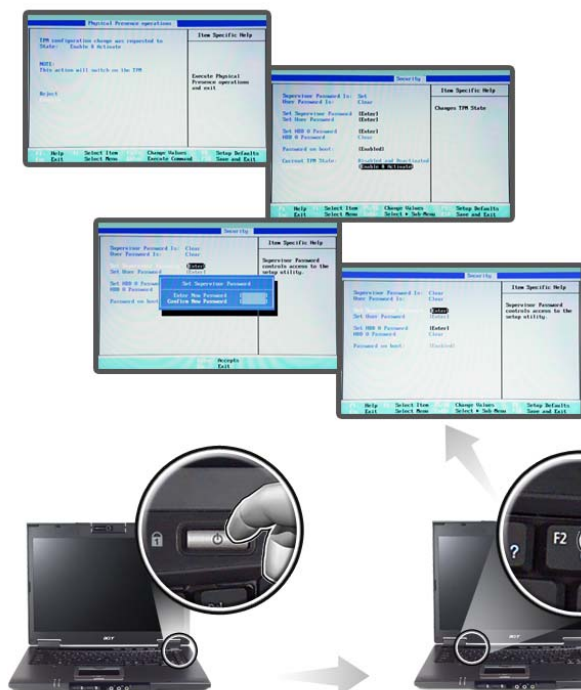 Physical Presence operations
TPM configuration change was requested to
State: Enable & Activate
NOTE:
This action will switch on the TPM
Reject
Item Specific Help
Execute Physical
Presence operations
and exit
Help Select Item Change Values Setup Defaults
Exit Select Menu Execute Command Save and Exit
Security
Supervisor Password Is: Set
User Password Is: Clear
Set Supervisor Password [Enter]
Set User Password [Enter]
Set HDD 0 Password [Enter]
HDD 0 Password Clear
Password on boot: [Enabled]
Current TPM State: Disabled and Deactivated
Enable & Activate
Item Specific Help
Changes TPM State
Help Select Item Change Values Setup Defaults
Exit Select Menu Select ▸ Sub-Menu Save and Exit
Security
Supervisor Password Is: Clear
User Password Is: Clear
[Enter]
Set User Password [Enter]
Set HDD 0 Passwor
HDD 0 Password
Password on boot
Set Supervisor Password
Enter New Password
Confirm New Password
Item Specific Help
Supervisor Password
controls access to the
setup utility.
Accepts
Exit
Security
Supervisor Password Is: Clear
User Password Is: Clear
[Enter]
Set User Password [Enter]
Set HDD 0 Password [Enter]
HDD 0 Password Clear
Password on boot: [Enabled]
Item Specific Help
Supervisor Password
controls access to the
setup utility.
Help Select Item Change Values Setup Defaults
Exit Select Menu Select ▸ Sub-Menu Save and Exit
1
?
F2
acer
acer